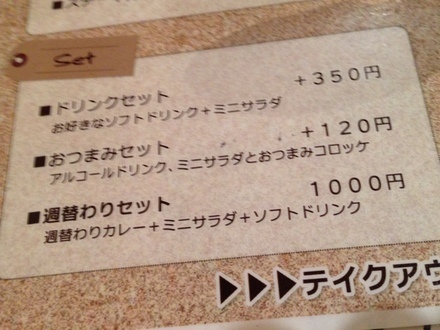 Set
■ドリンクセット ＋３５０円
お好きなソフトドリンク＋ミニサラダ
■おつまみセット ＋１２０円
アルコールドリンク、ミニサラダとおつまみコロッケ
■週替わりセット １０００円
週替わりカレー＋ミニサラダ＋ソフトドリンク
▶▶▶テイクアウ